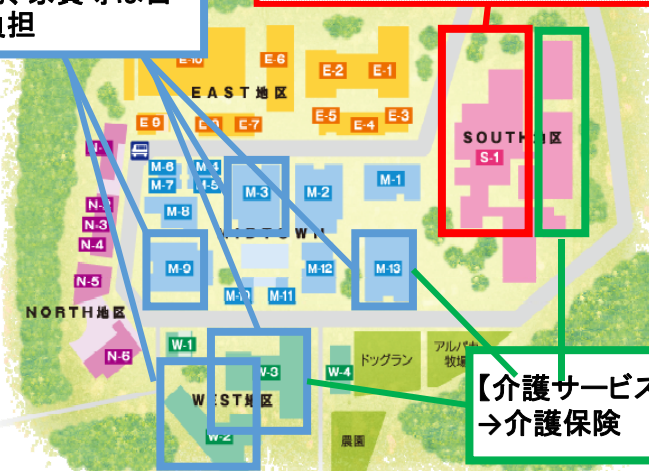 負担
E-6
E-2
E-1
EAST地区
E-5
E-3
E-9
E-7
E-4
SOUTH地区
S-1
M-6
M-4
M-7
M-5
M-3
M-2
M-1
M-8
N-3
N-4
MIDTOWN
M-9
M-12
M-13
N-5
M-10
M-11
NORTH地区
N-6
W-1
W-3
W-4
ドッグラン
アルパカ
牧場
WEST地区
W-2
農園
【介護サービス
→介護保険